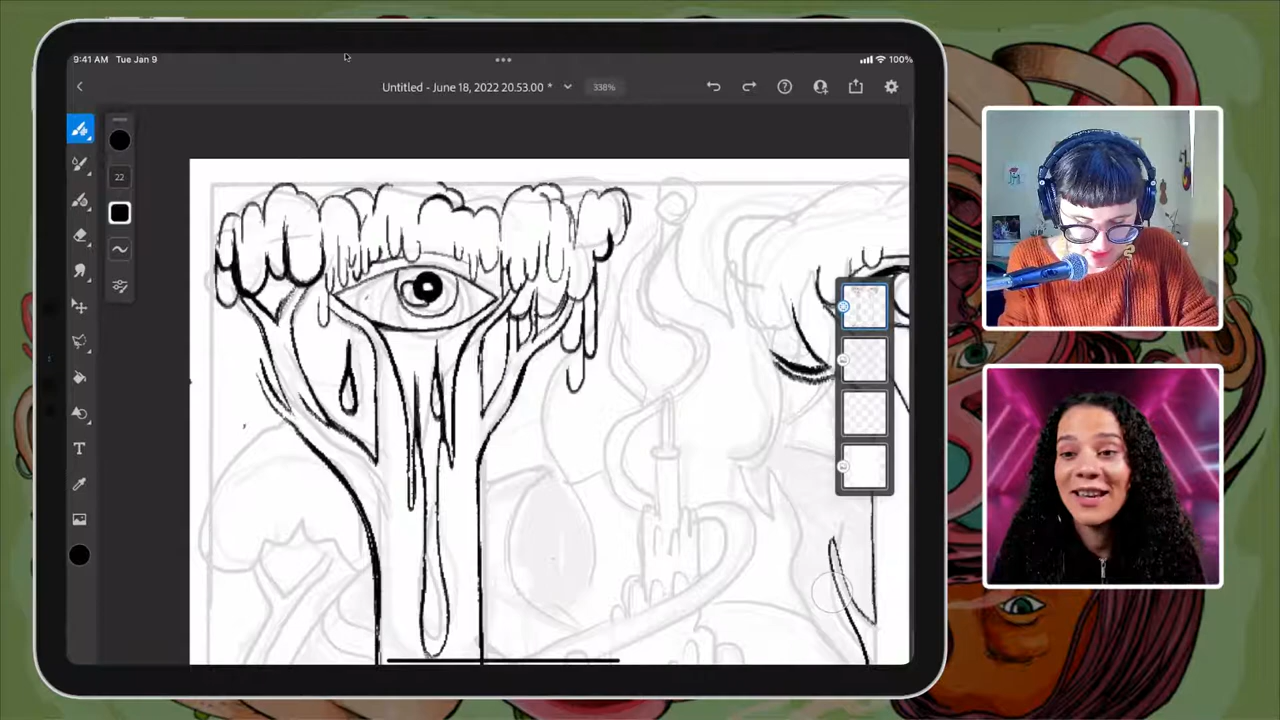 9:41 AM Tue Jan 9
100%
Untitled - June 18, 2022 20.53.00 *
338%
22
T